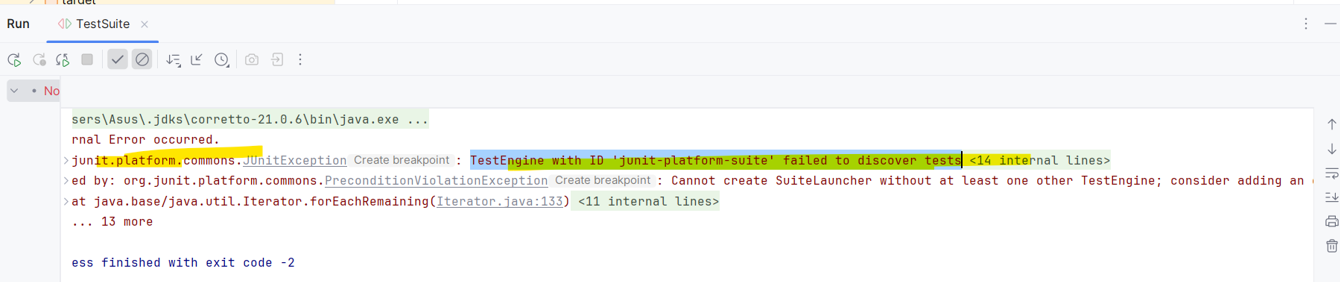 target
Run TestSuite
No
sers\Asus\.jdks\corretto-21.0.6\bin\java.exe ...
rnal Error occurred.
junit.platform.commons.JUnitException Create breakpoint : TestEngine with ID 'junit-platform-suite' failed to discover tests <14 internal lines>
ed by: org.junit.platform.commons.PreconditionViolationException Create breakpoint : Cannot create SuiteLauncher without at least one other TestEngine; consider adding an
at java.base/java.util.Iterator.forEachRemaining(Iterator.java:133) <11 internal lines>
... 13 more
ess finished with exit code -2